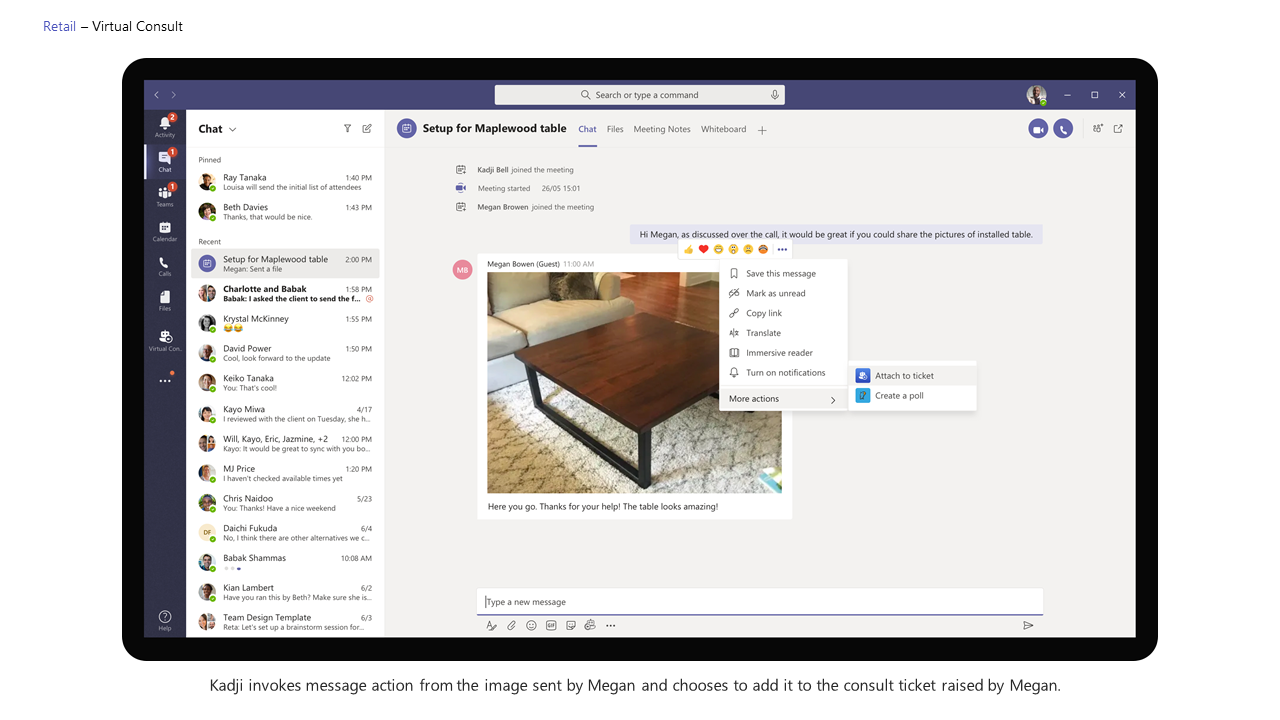 Retail – Virtual Consult
Search or type a command
2
Activity
1
Chat
1
Teams
Calendar
Calls
Files
Virtual Con..
Help
Chat
Pinned
Ray Tanaka 1:40 PM
Louisa will send the initial list of attendees
Beth Davies 1:43 PM
Thanks, that would be nice.
Recent
Setup for Maplewood table 2:00 PM
Megan: Sent a file
Charlotte and Babak 1:58 PM
Babak: I asked the client to send the f...
Krystal McKinney 1:55 PM
David Power 1:50 PM
Cool, look forward to the update
Keiko Tanaka 12:02 PM
You: That's cool!
Kayo Miwa 4/17
I reviewed with the client on Tuesday, she h...
Will, Kayo, Eric, Jazmine, +2 12:00 PM
Kayo: It would be great to sync with you bo...
MJ Price 1:20 PM
I haven't checked available times yet
Chris Naidoo 5/23
You: Thanks! Have a nice weekend
DF
Daichi Fukuda 6/4
No, I think there are other alternatives we c...
Babak Shammas 10:08 AM
Kian Lambert 6/2
Have you ran this by Beth? Make sure she is...
Team Design Template 6/3
Reta: Let's set up a brainstorm session for...
Setup for Maplewood table Chat Files Meeting Notes Whiteboard
Kadji Bell joined the meeting
Meeting started 26/05 15:01
Megan Browen joined the meeting
Hi Megan, as discussed over the call, it would be great if you could share the pictures of installed table.
MB
Megan Bowen (Guest) 11:00 AM
Save this message
Mark as unread
Copy link
Translate
Immersive reader
Turn on notifications
More actions
Attach to ticket
Create a poll
Here you go. Thanks for your help! The table looks amazing!
Type a new message
GIF
Kadji invokes message action from the image sent by Megan and chooses to add it to the consult ticket raised by Megan.